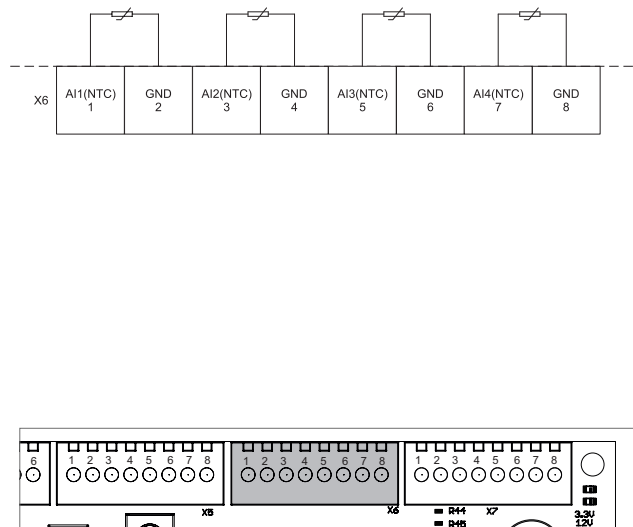 X6
AI1(NTC) GND AI2(NTC) GND AI3(NTC) GND AI4(NTC) GND
1 2 3 4 5 6 7 8
6 1 2 3 4 5 6 7 8 1 2 3 4 5 6 7 8 1 2 3 4 5 6 7 8
X5 X6 R44 X7 3.3V
R45 12V